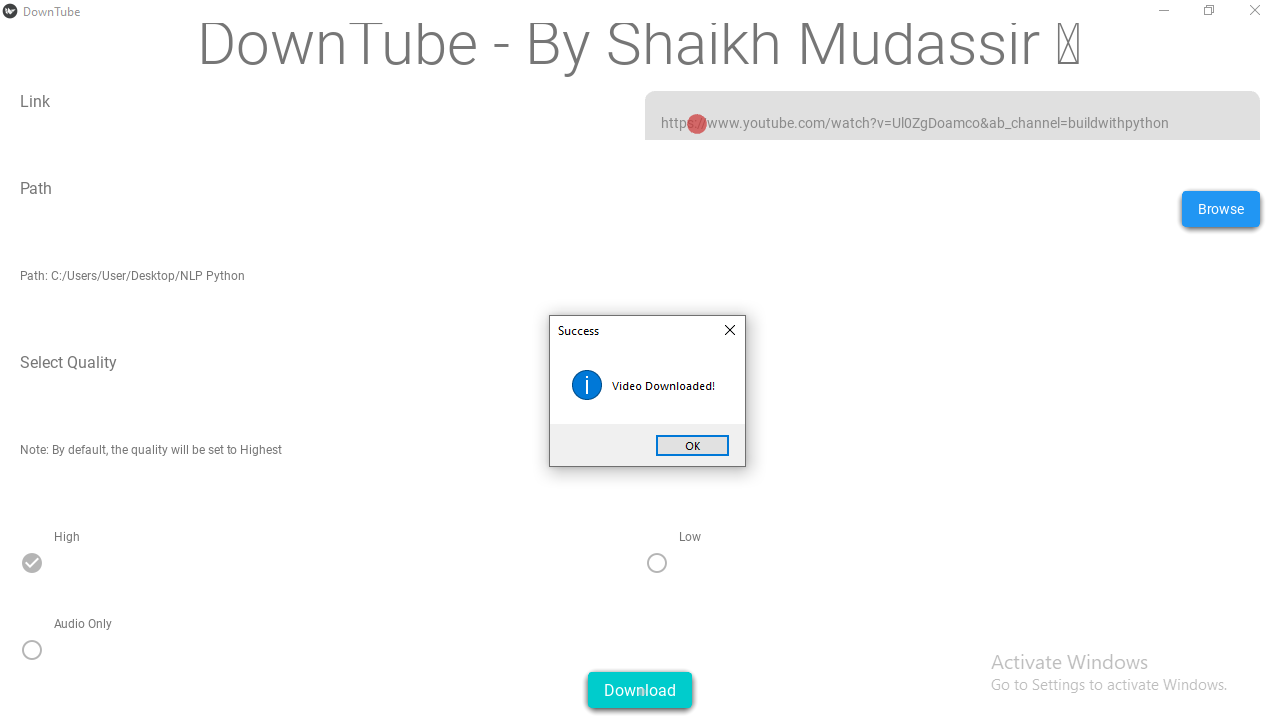 DownTube
DownTube - By Shaikh Mudassir
Link
https://www.youtube.com/watch?v=Ul0ZgDoamco&ab_channel=buildwithpython
Path
Browse
Path: C:/Users/User/Desktop/NLP Python
Select Quality
Success
Video Downloaded!
OK
Note: By default, the quality will be set to Highest
High
Low
Audio Only
Download
Activate Windows
Go to Settings to activate Windows.